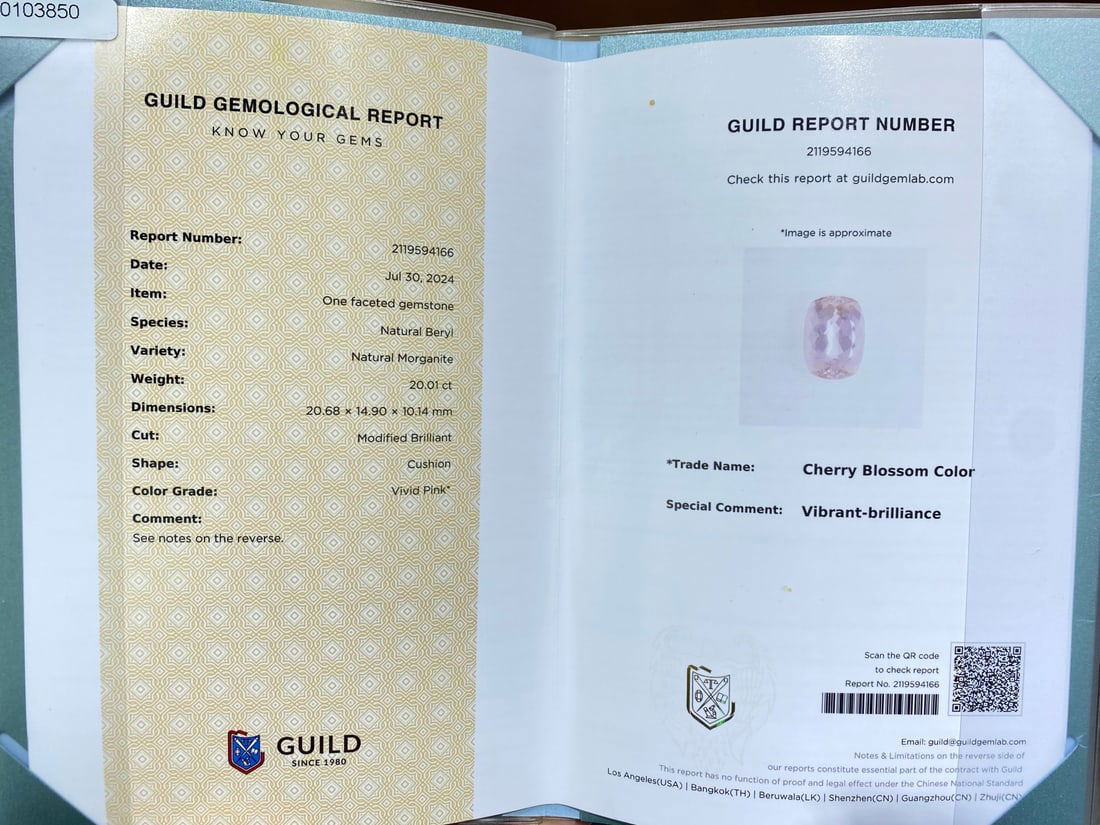 0103850
GUILD GEMOLOGICAL REPORT
KNOW YOUR GEMS
Report Number: 2119594166
Date: Jul 30, 2024
Item: One faceted gemstone
Species: Natural Beryl
Variety: Natural Morganite
Weight: 20.01 ct
Dimensions: 20.68 × 14.90 × 10.14 mm
Cut: Modified Brilliant
Shape: Cushion
Color Grade: Vivid Pink*
Comment:
See notes on the reverse.
GUILD
SINCE 1980
GUILD REPORT NUMBER
2119594166
Check this report at guildgemlab.com
*Image is approximate
*Trade Name: Cherry Blossom Color
Special Comment: Vibrant-brilliance
Scan the QR code
to check report
Report No. 2119594166
Email: guild@guildgemlab.com
Notes & Limitations on the reverse side of
our reports constitute essential part of the contract with Guild
This report has no function of proof and legal effect under the Chinese National Standard
Los Angeles(USA) | Bangkok(TH) | Beruwala(LK) | Shenzhen(CN) | Guangzhou(CN) | Zhuji(CN)